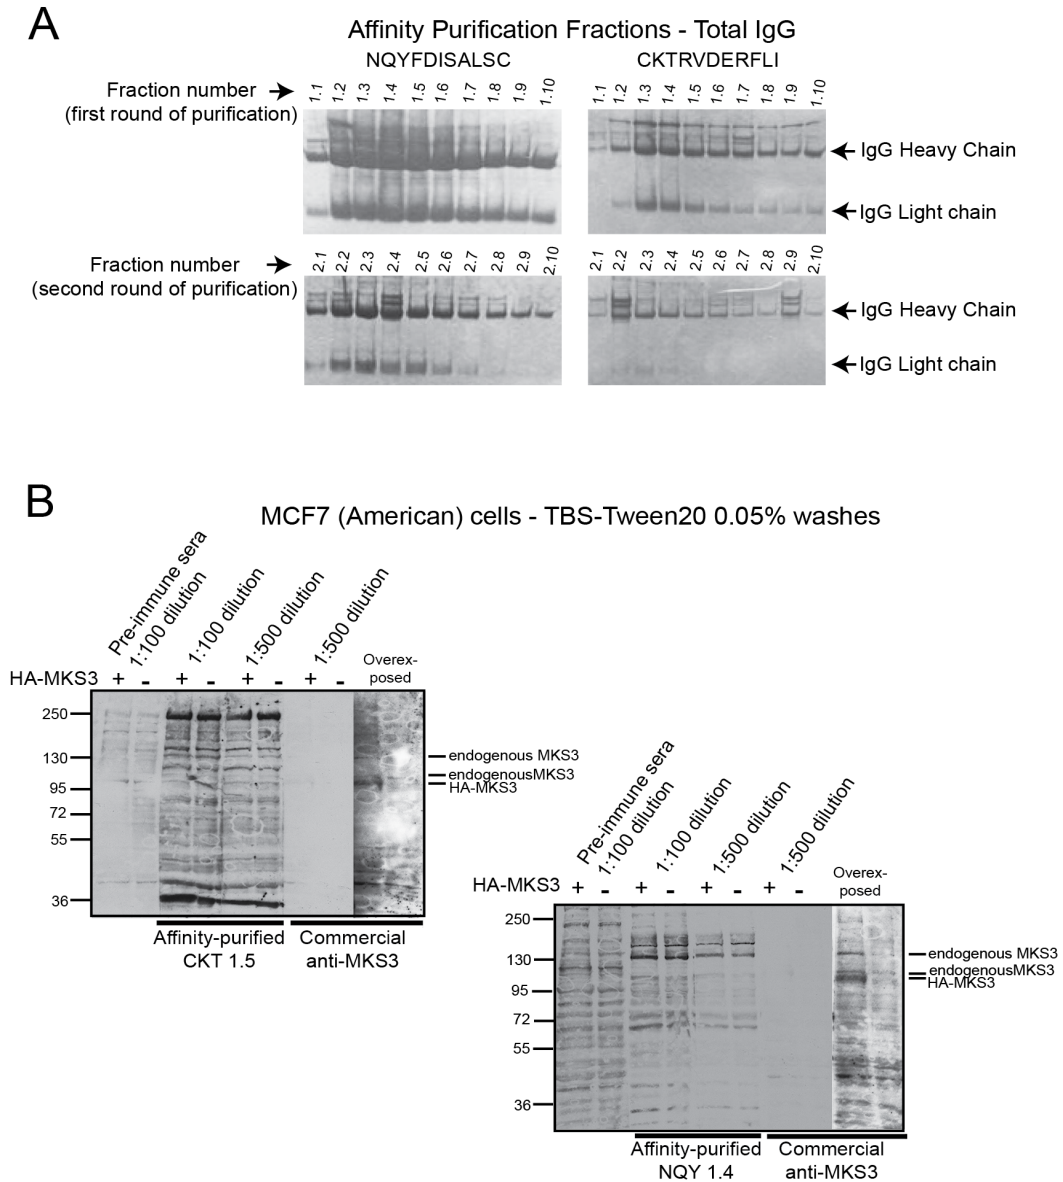 A
Affinity Purification Fractions - Total IgG
NQYFDISALSC
CKTRVDERFLI
Fraction number
(first round of purification)
1.1 1.2 1.3 1.4 1.5 1.6 1.7 1.8 1.9 1.10
1.1 1.2 1.3 1.4 1.5 1.6 1.7 1.8 1.9 1.10
IgG Heavy Chain
IgG Light chain
Fraction number
(second round of purification)
2.1 2.2 2.3 2.4 2.5 2.6 2.7 2.8 2.9 2.10
2.1 2.2 2.3 2.4 2.5 2.6 2.7 2.8 2.9 2.10
IgG Heavy Chain
IgG Light chain
B
MCF7 (American) cells - TBS-Tween20 0.05% washes
Pre-immune sera
1:100 dilution
1:100 dilution
1:500 dilution
1:500 dilution
Overex-
posed
HA-MKS3 + - + - + - + -
250
130
95
72
55
36
endogenous MKS3
endogenousMKS3
HA-MKS3
Affinity-purified
CKT 1.5
Commercial
anti-MKS3
Pre-immune sera
1:100 dilution
1:100 dilution
1:500 dilution
1:500 dilution
Overex-
posed
HA-MKS3 + - + - + - + -
250
130
95
72
55
36
endogenous MKS3
endogenousMKS3
HA-MKS3
Affinity-purified
NQY 1.4
Commercial
anti-MKS3